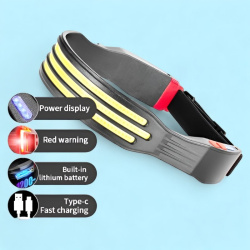 Power display
Red warning
Built-in
lithium battery
Type-c
Fast charging